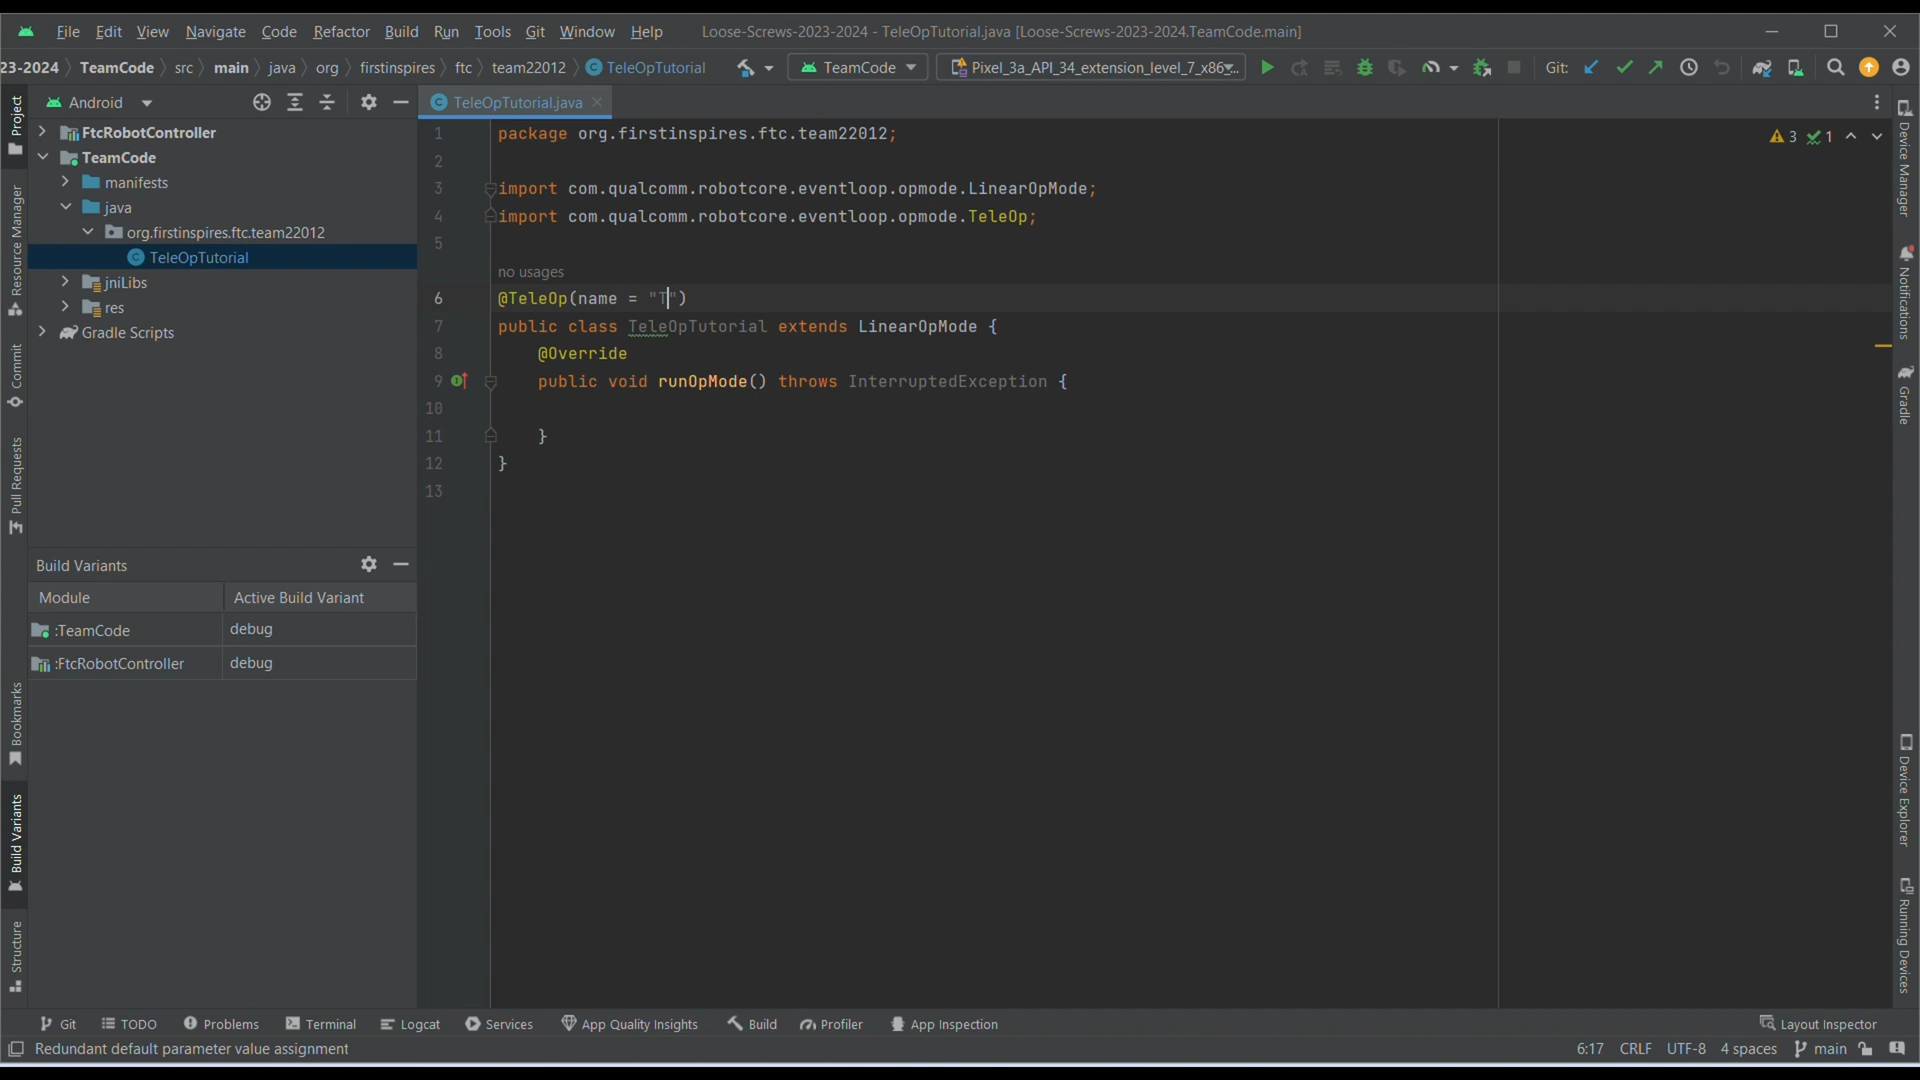 File Edit View Navigate Code Refactor Build Run Tools Git Window Help Loose-Screws-2023-2024 - TeleOpTutorial.java [Loose-Screws-2023-2024.TeamCode.main]
23-2024 TeamCode src main java org firstinspires ftc team22012 TeleOpTutorial TeamCode Pixel_3a_API_34_extension_level_7_x86... Git:
Android
TeleOpTutorial.java
FtcRobotController
TeamCode
manifests
java
org.firstinspires.ftc.team22012
TeleOpTutorial
jniLibs
res
Gradle Scripts
1 package org.firstinspires.ftc.team22012;
2
3 import com.qualcomm.robotcore.eventloop.opmode.LinearOpMode;
4 import com.qualcomm.robotcore.eventloop.opmode.TeleOp;
5
no usages
6 @TeleOp(name = "T")
7 public class TeleOpTutorial extends LinearOpMode {
8 @Override
9 public void runOpMode() throws InterruptedException {
10
11 }
12 }
13
3 1
Build Variants
Module Active Build Variant
:TeamCode debug
:FtcRobotController debug
Project
Resource Manager
Commit
Pull Requests
Bookmarks
Build Variants
Structure
Device Manager
Notifications
Gradle
Device Explorer
Running Devices
Git TODO Problems Terminal Logcat Services App Quality Insights Build Profiler App Inspection Layout Inspector
Redundant default parameter value assignment 6:17 CRLF UTF-8 4 spaces main